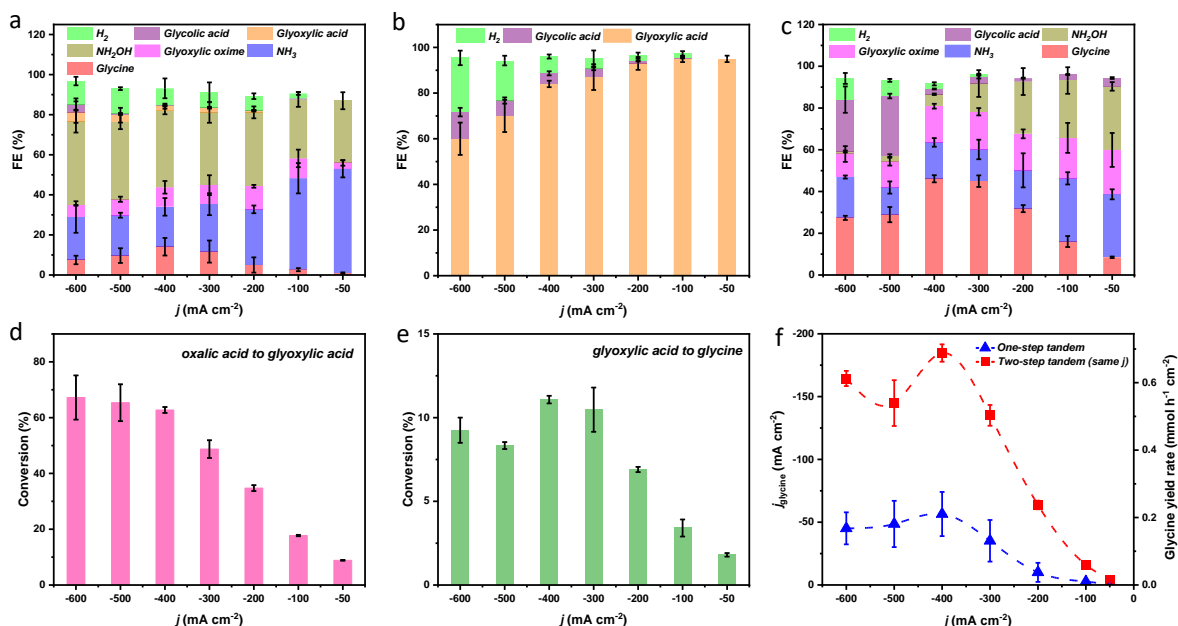 a
H₂ Glycolic acid Glyoxylic acid
NH₂OH Glyoxylic oxime NH₃
Glycine
FE (%)
120
100
80
60
40
20
0
-600 -500 -400 -300 -200 -100 -50
j (mA cm⁻²)
b
H₂ Glycolic acid Glyoxylic acid
FE (%)
100
80
60
40
20
0
-600 -500 -400 -300 -200 -100 -50
j (mA cm⁻²)
c
H₂ Glycolic acid NH₂OH
Glyoxylic oxime NH₃ Glycine
FE (%)
120
100
80
60
40
20
0
-600 -500 -400 -300 -200 -100 -50
j (mA cm⁻²)
d
oxalic acid to glyoxylic acid
Conversion (%)
80
60
40
20
0
-600 -500 -400 -300 -200 -100 -50
j (mA cm⁻²)
e
glyoxylic acid to glycine
Conversion (%)
15
10
5
0
-600 -500 -400 -300 -200 -100 -50
j (mA cm⁻²)
f
One-step tandem
Two-step tandem (same j)
j glycine (mA cm⁻²)
-200
-150
-100
-50
0
-600 -500 -400 -300 -200 -100 0
j (mA cm⁻²)
0.6
0.4
0.2
0.0
Glycine yield rate (mmol h⁻¹ cm⁻²)